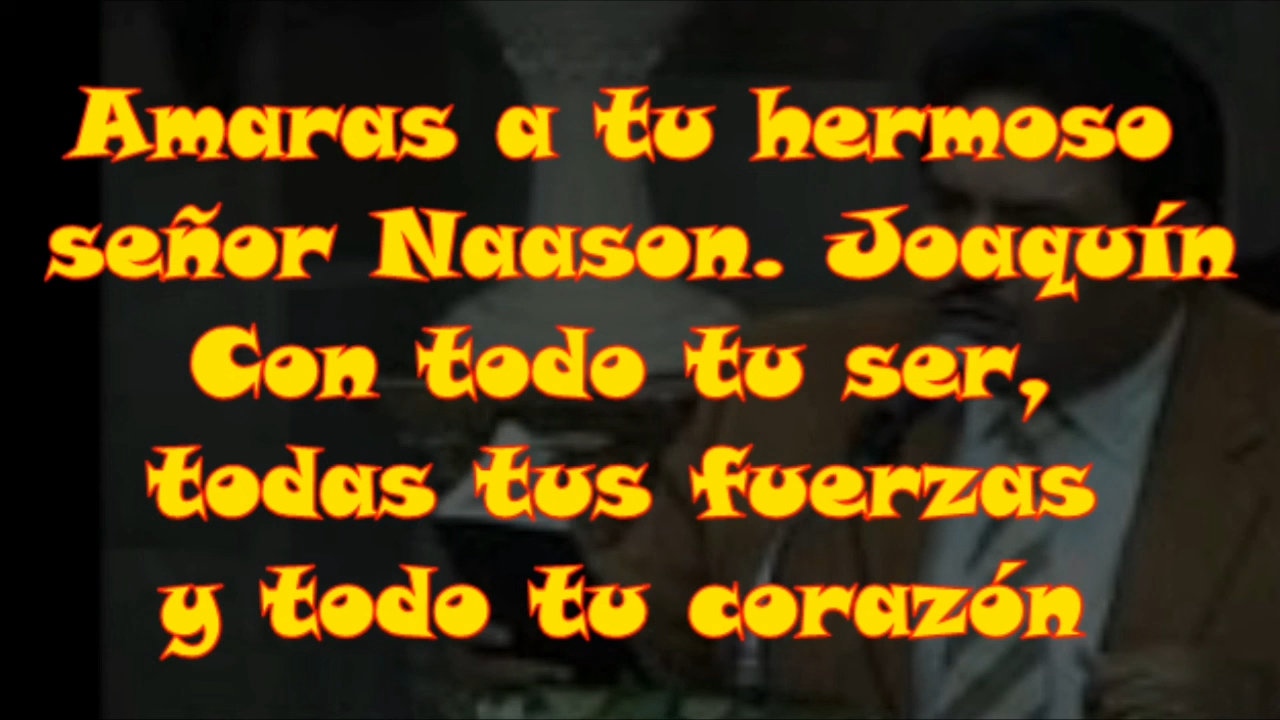 Amaras a tu hermoso
señor Naason. Joaquín
Con todo tu ser,
todas tus fuerzas
y todo tu corazón